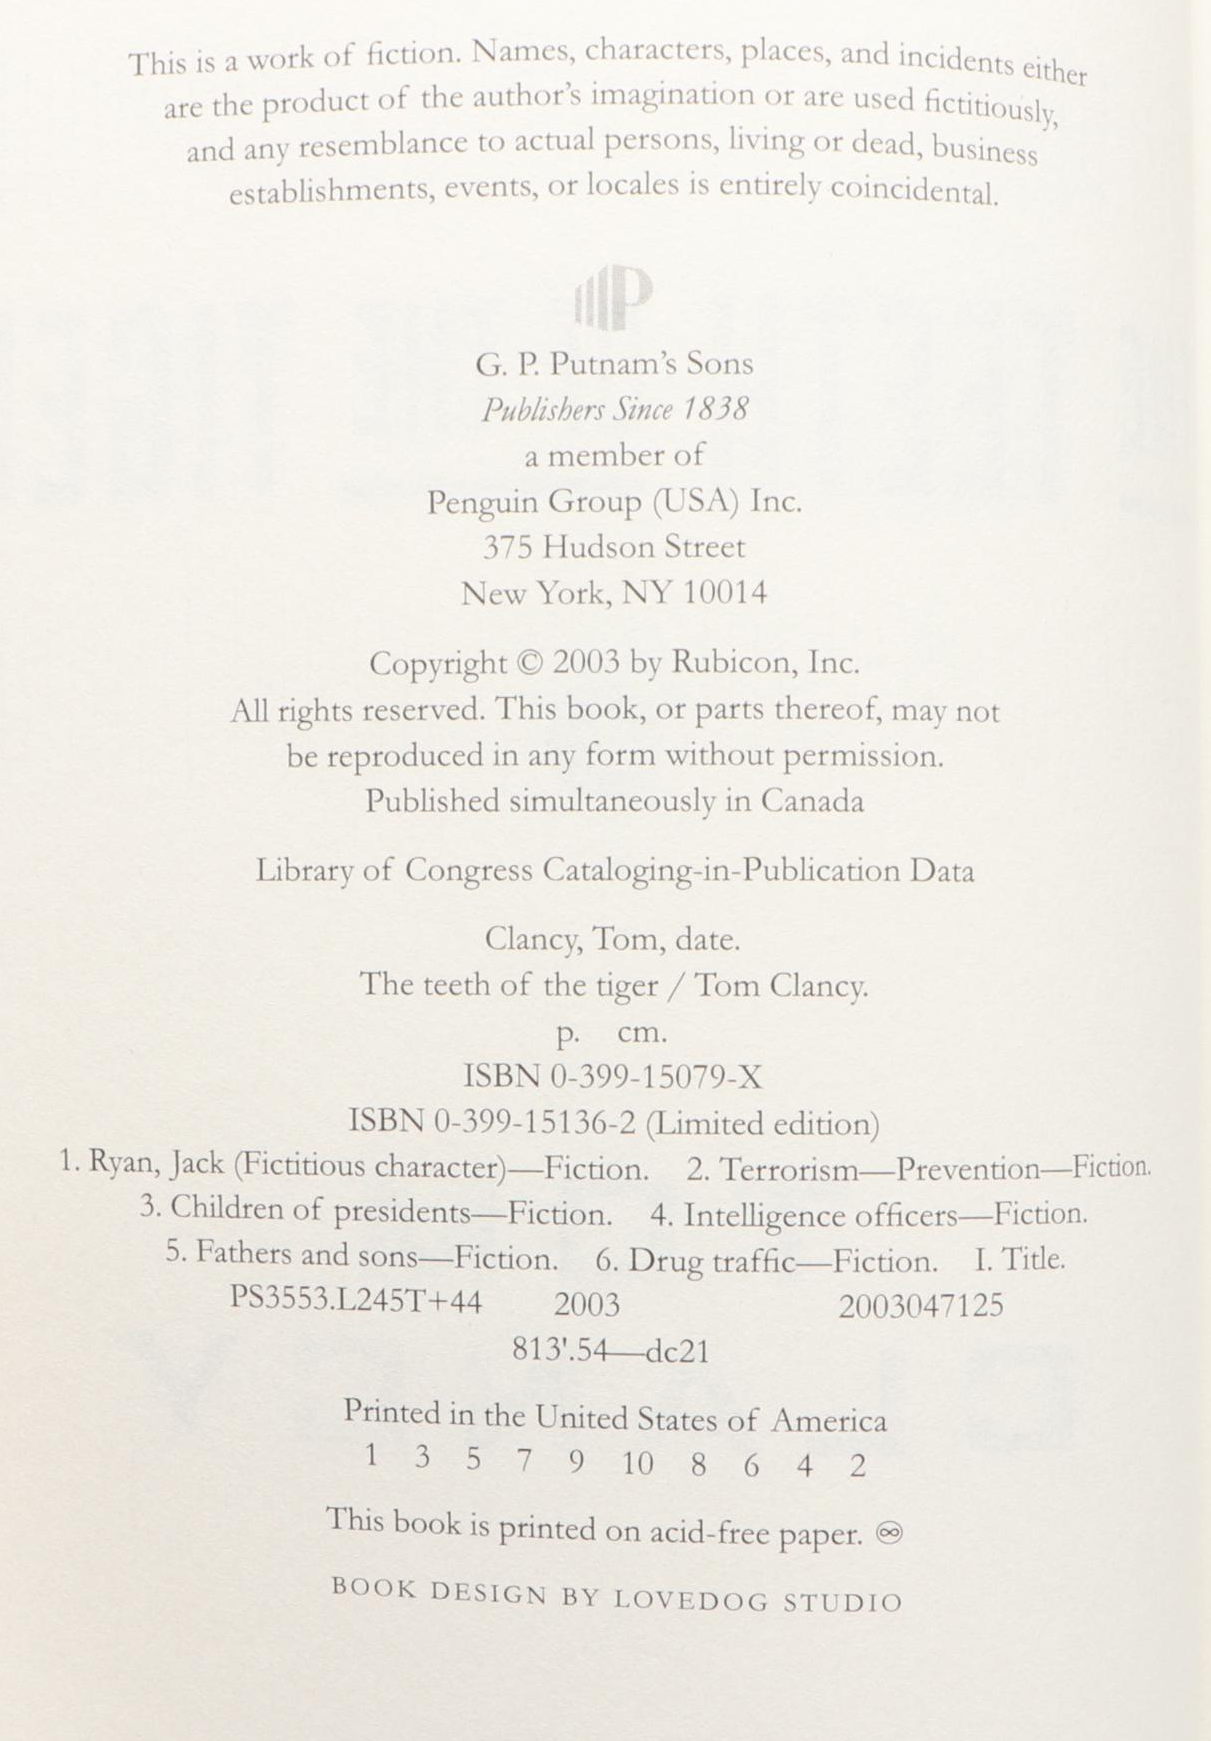 This is a work of fiction. Names, characters, places, and incidents either
are the product of the author's imagination or are used fictitiously,
and any resemblance to actual persons, living or dead, business
establishments, events, or locales is entirely coincidental.
P
G. P. Putnam's Sons
Publishers Since 1838
a member of
Penguin Group (USA) Inc.
375 Hudson Street
New York, NY 10014
Copyright © 2003 by Rubicon, Inc.
All rights reserved. This book, or parts thereof, may not
be reproduced in any form without permission.
Published simultaneously in Canada
Library of Congress Cataloging-in-Publication Data
Clancy, Tom, date.
The teeth of the tiger / Tom Clancy.
p. cm.
ISBN 0-399-15079-X
ISBN 0-399-15136-2 (Limited edition)
1. Ryan, Jack (Fictitious character)—Fiction. 2. Terrorism—Prevention—Fiction.
3. Children of presidents—Fiction. 4. Intelligence officers—Fiction.
5. Fathers and sons—Fiction. 6. Drug traffic—Fiction. I. Title.
PS3553.L245T+44 2003 2003047125
813'.54—dc21
Printed in the United States of America
1 3 5 7 9 10 8 6 4 2
This book is printed on acid-free paper. ♾
BOOK DESIGN BY LOVEDOG STUDIO